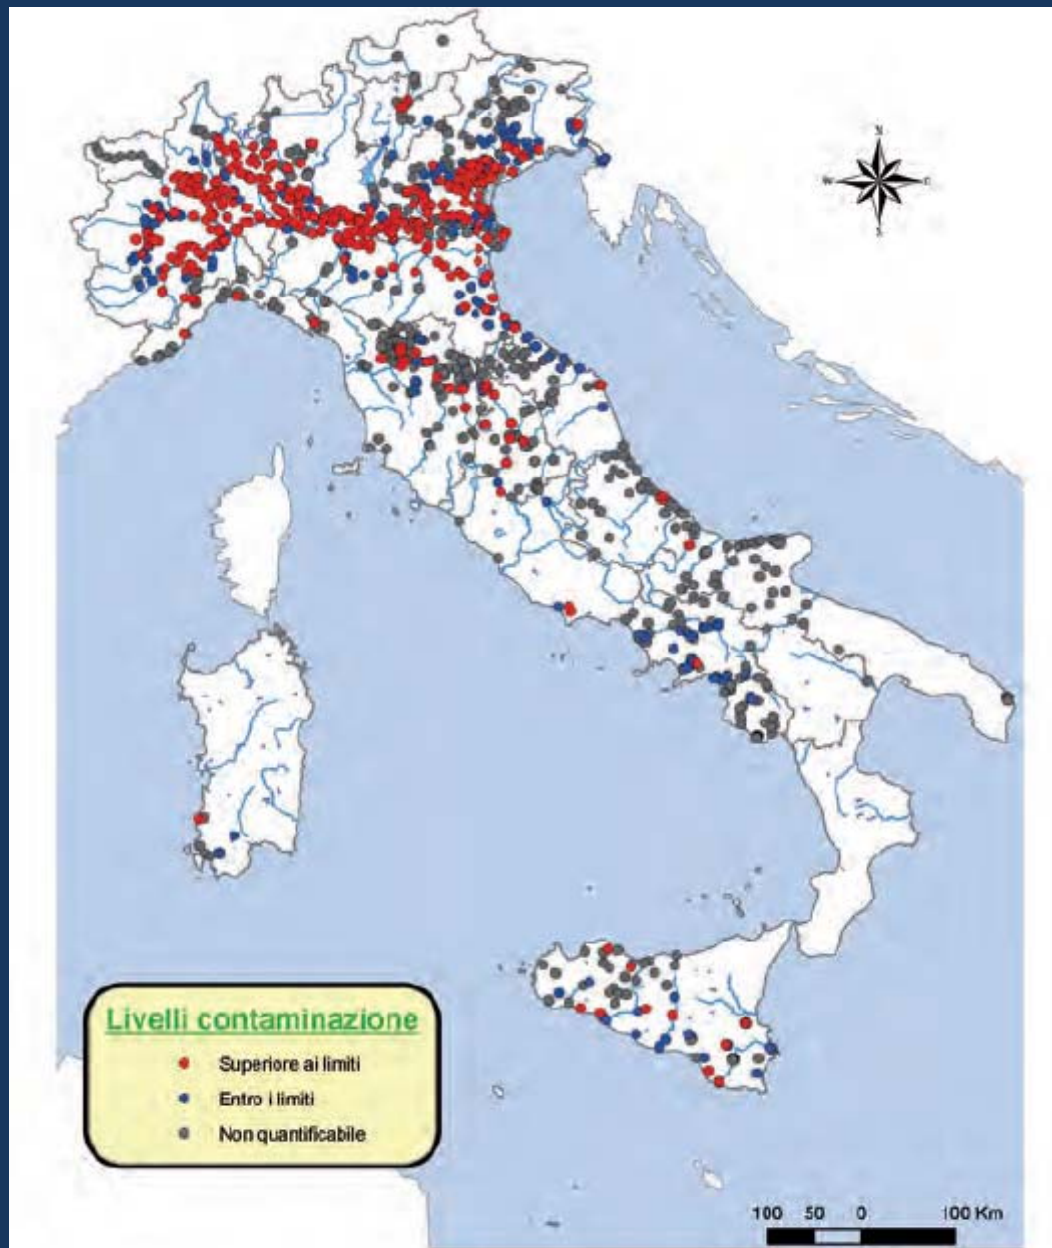 N
W E
S
Livelli contaminazione
Superiore ai limiti
Entro i limiti
Non quantificabile
100 50 0 100 Km